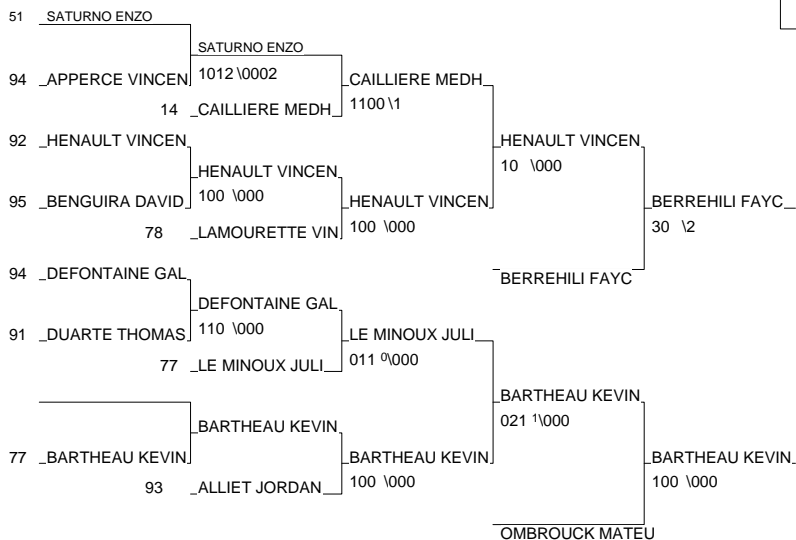 51 SATURNO ENZO
SATURNO ENZO
94 APPERCE VINCEN 1012 \0002 CAILLIERE MEDH
14 CAILLIERE MEDH 1100 \1
92 HENAULT VINCEN HENAULT VINCEN
HENAULT VINCEN 10 \000
95 BENGUIRA DAVID 100 \000 HENAULT VINCEN BERREHILI FAYC
78 LAMOURETTE VIN 100 \000 30 \2
94 DEFONTAINE GAL BERREHILI FAYC
DEFONTAINE GAL
91 DUARTE THOMAS 110 \000 LE MINOUX JULI
77 LE MINOUX JULI 011 0\000
BARTHEAU KEVIN
BARTHEAU KEVIN 021 1\000
77 BARTHEAU KEVIN BARTHEAU KEVIN BARTHEAU KEVIN
93 ALLIET JORDAN 100 \000 100 \000
OMBROUCK MATEU